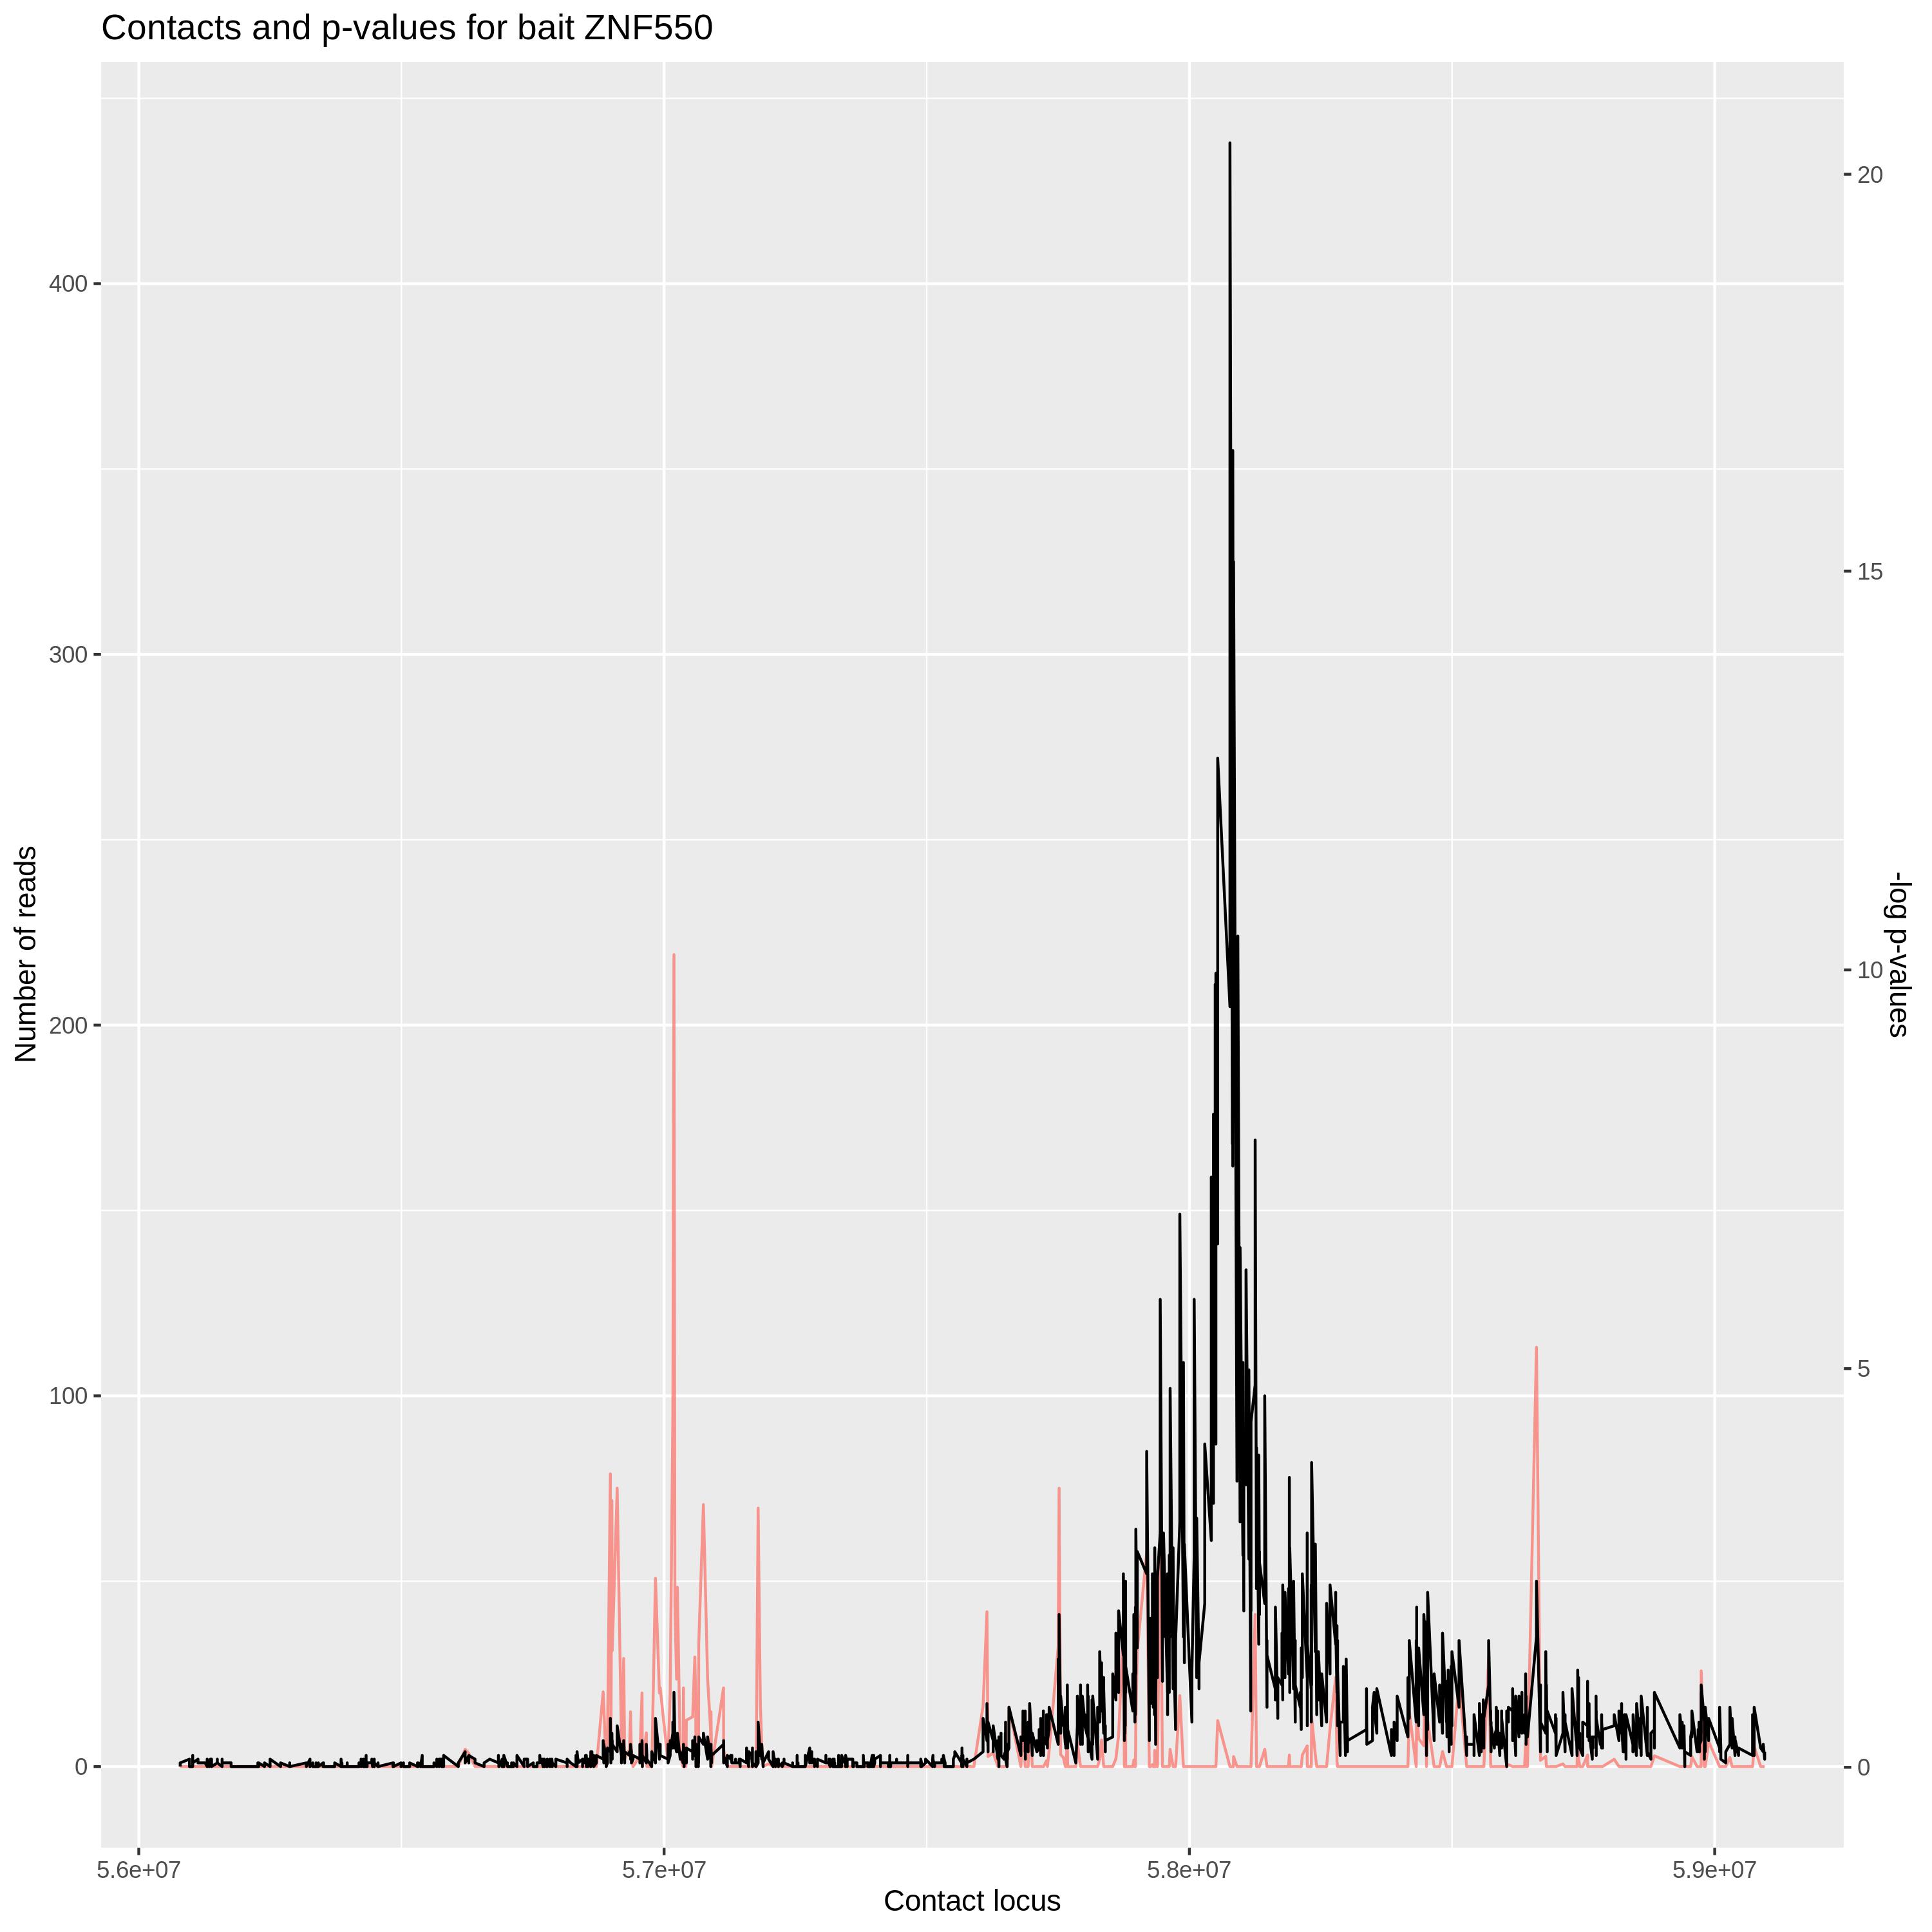 Contacts and p-values for bait ZNF550
400
300
200
100
0
Number of reads
20
15
10
5
0
-log p-values
5.6e+07
5.7e+07
5.8e+07
5.9e+07
Contact locus